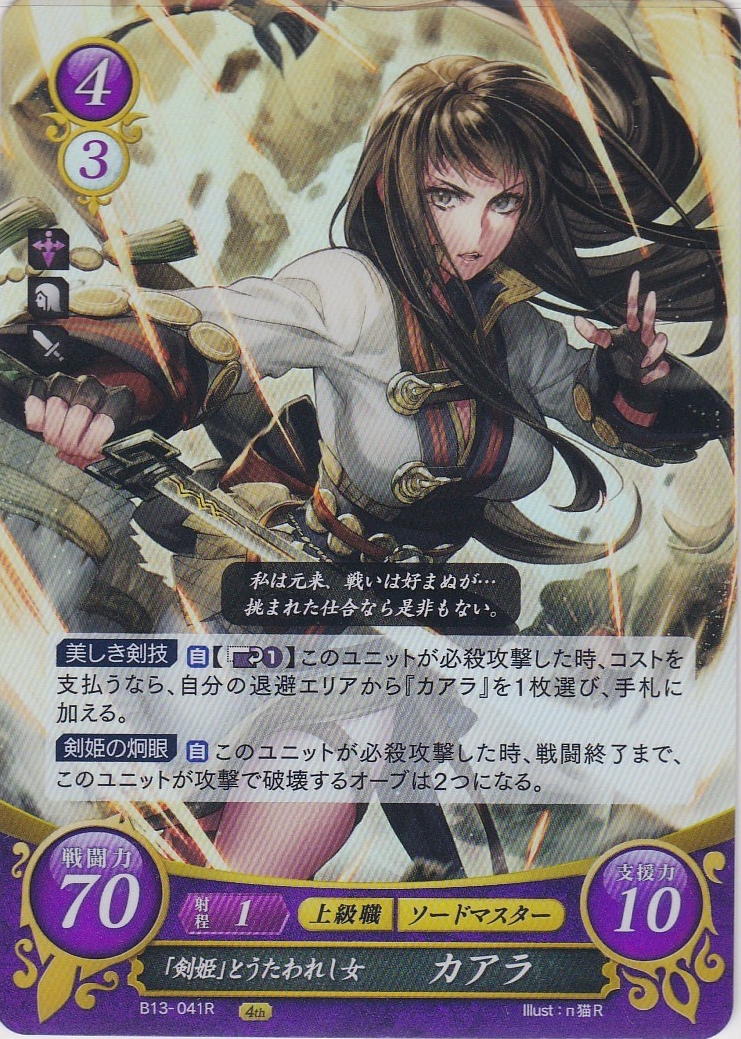 4
3
私は元来、戦いは好まぬが…
挑まれた仕合なら是非もない。
美しき剣技 自【1】このユニットが必殺攻撃した時、コストを
支払うなら、自分の退避エリアから『カアラ』を1枚選び、手札に
加える。
剣姫の炯眼 自 このユニットが必殺攻撃した時、戦闘終了まで、
このユニットが攻撃で破壊するオーブは2つになる。
戦闘力
70
射程 1 上級職 ソードマスター
支援力
10
「剣姫」とうたわれし女 カアラ
B13-041R 4th Illust：п猫R